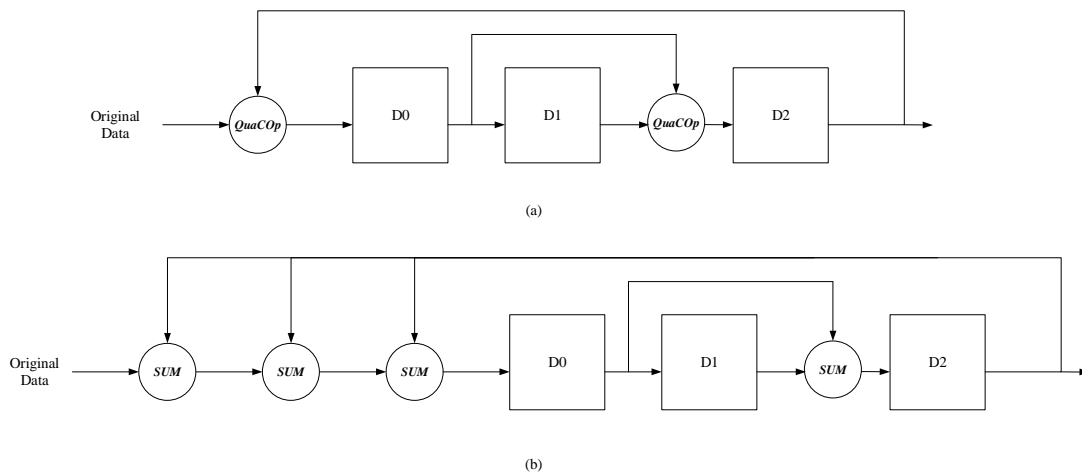 Original
Data
QuaCOp
D0
D1
QuaCOp
D2
(a)
Original
Data
SUM
SUM
SUM
D0
D1
SUM
D2
(b)